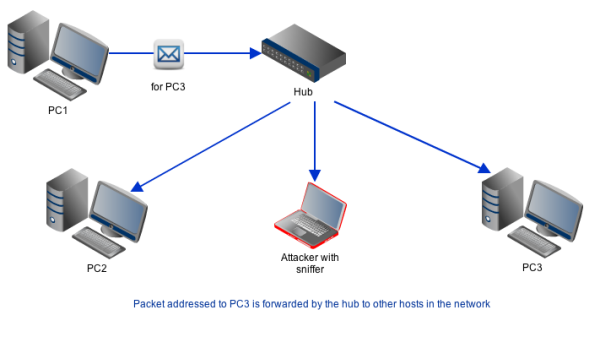 for PC3
Hub
PC1
Attacker with
sniffer
PC2
PC3
Packet addressed to PC3 is forwarded by the hub to other hosts in the network